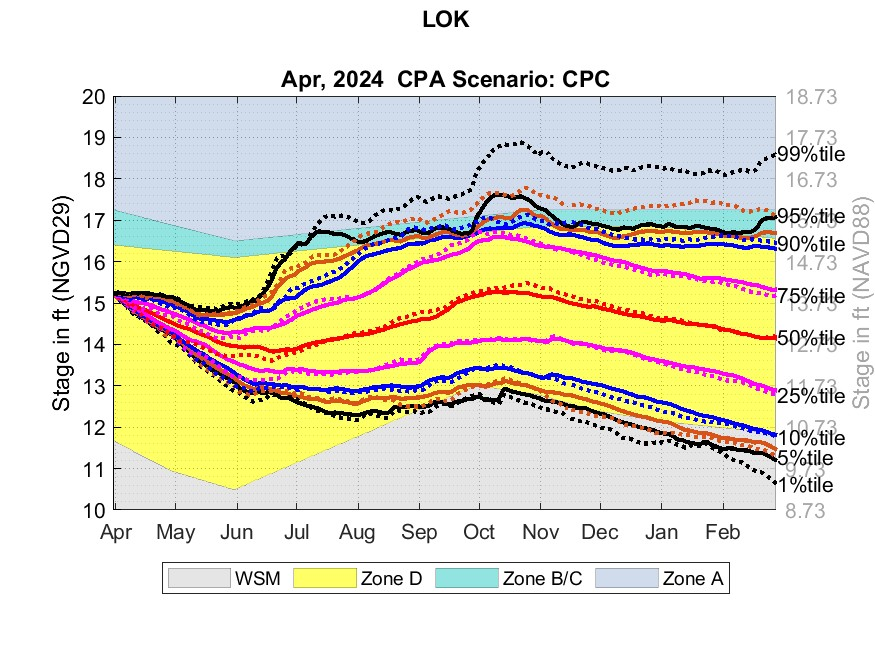 LOK
Apr, 2024 CPA Scenario: CPC
20
19
18
17
16
15
14
13
12
11
10
Stage in ft (NGVD29)
18.73
17.73
16.73
15.73
14.73
13.73
12.73
11.73
10.73
9.73
8.73
Stage in ft (NAVD88)
99%tile
95%tile
90%tile
75%tile
50%tile
25%tile
10%tile
5%tile
1%tile
Apr May Jun Jul Aug Sep Oct Nov Dec Jan Feb
WSM Zone D Zone B/C Zone A